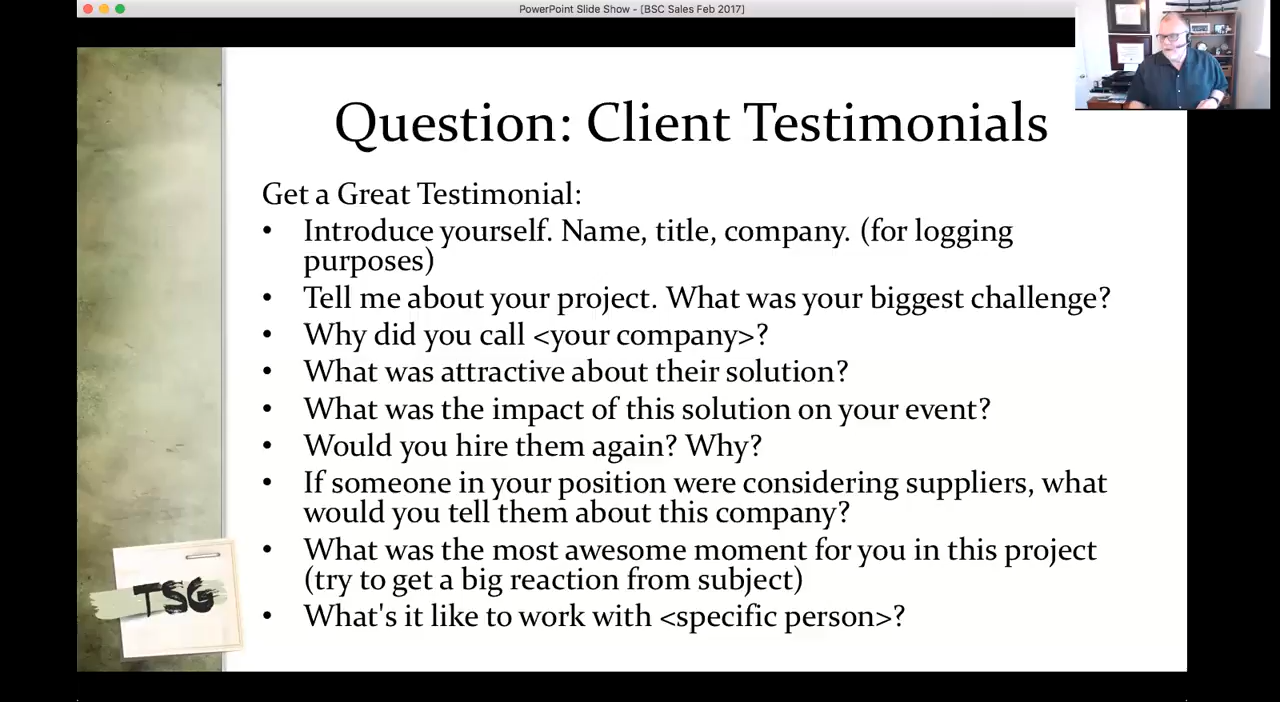 PowerPoint Slide Show - [BSC Sales Feb 2017]
Question: Client Testimonials
Get a Great Testimonial:
• Introduce yourself. Name, title, company. (for logging
purposes)
• Tell me about your project. What was your biggest challenge?
• Why did you call <your company>?
• What was attractive about their solution?
• What was the impact of this solution on your event?
• Would you hire them again? Why?
• If someone in your position were considering suppliers, what
would you tell them about this company?
• What was the most awesome moment for you in this project
(try to get a big reaction from subject)
• What's it like to work with <specific person>?
TSG